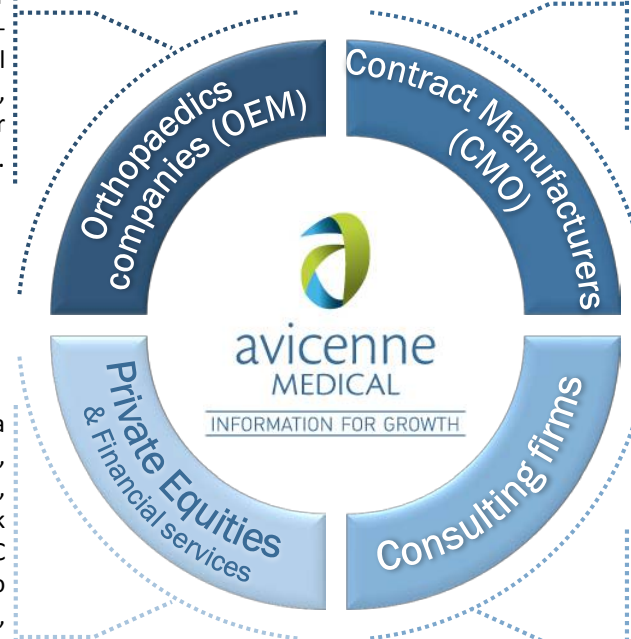 Orthopaedics
companies (OEM)
Contract Manufacturers
(CMO)
avicenne
MEDICAL
INFORMATION FOR GROWTH
Private Equities
& Financial services
Consulting firms